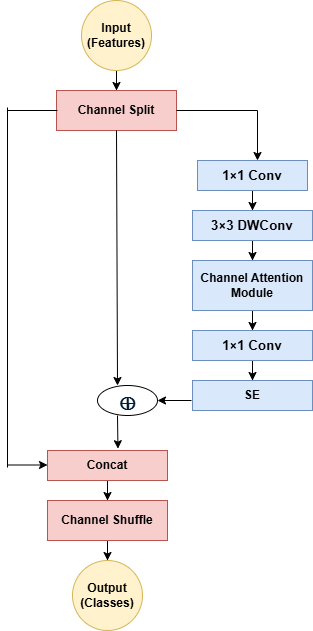 Input
(Features)
Channel Split
1×1 Conv
3×3 DWConv
Channel Attention
Module
1×1 Conv
SE
⊕
Concat
Channel Shuffle
Output
(Classes)